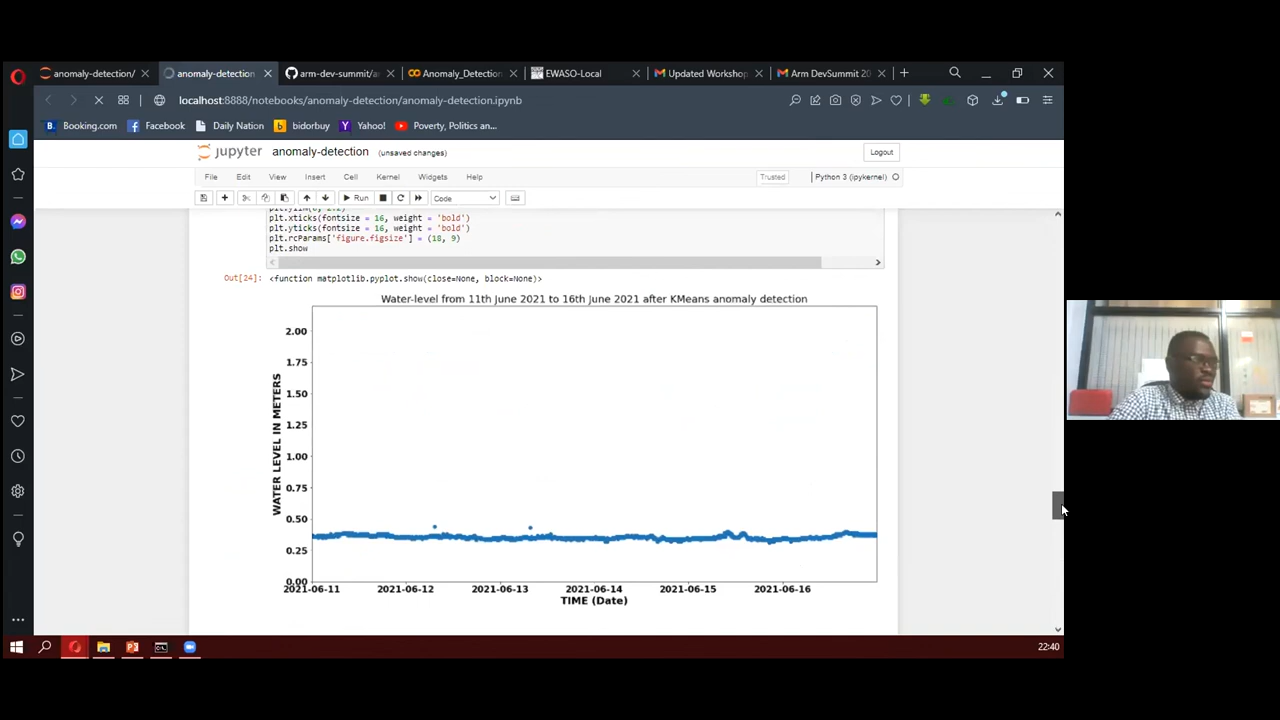 anomaly-detection/
anomaly-detection
arm-dev-summit/ar
Anomaly_Detection
EWASO-Local
Updated Workshop
Arm DevSummit 20
localhost:8888/notebooks/anomaly-detection/anomaly-detection.ipynb
Booking.com
Facebook
Daily Nation
bidorbuy
Yahoo!
Poverty, Politics an...
jupyter anomaly-detection (unsaved changes)
Logout
File Edit View Insert Cell Kernel Widgets Help
Trusted
Python 3 (ipykernel)
Run
Code
plt.xticks(fontsize = 16, weight = 'bold')
plt.yticks(fontsize = 16, weight = 'bold')
plt.rcParams['figure.figsize'] = (18, 9)
plt.show
Out[24]: <function matplotlib.pyplot.show(close=None, block=None)>
Water-level from 11th June 2021 to 16th June 2021 after KMeans anomaly detection
WATER LEVEL IN METERS
2.00
1.75
1.50
1.25
1.00
0.75
0.50
0.25
0.00
2021-06-11 2021-06-12 2021-06-13 2021-06-14 2021-06-15 2021-06-16
TIME (Date)
22:40